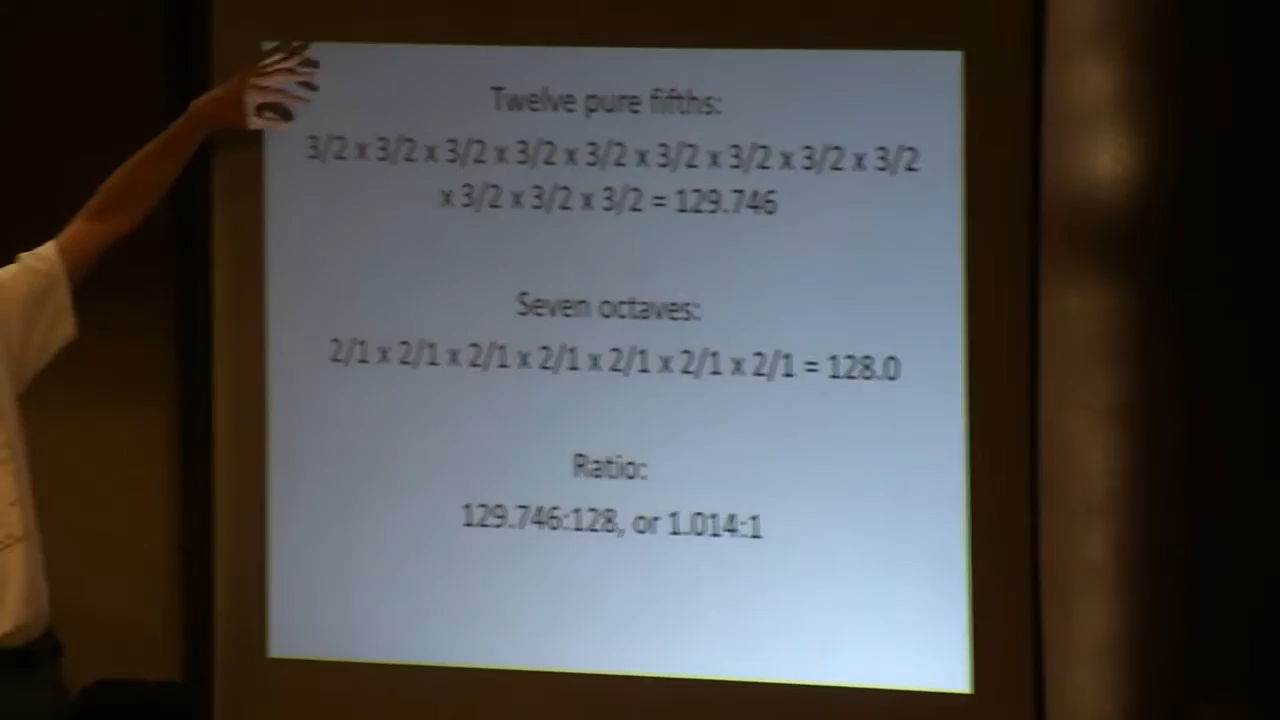 Twelve pure fifths:
3/2 x 3/2 x 3/2 x 3/2 x 3/2 x 3/2 x 3/2 x 3/2 x 3/2
x 3/2 x 3/2 x 3/2 = 129.746
Seven octaves:
2/1 x 2/1 x 2/1 x 2/1 x 2/1 x 2/1 x 2/1 = 128.0
Ratio:
129.746:128, or 1.014:1